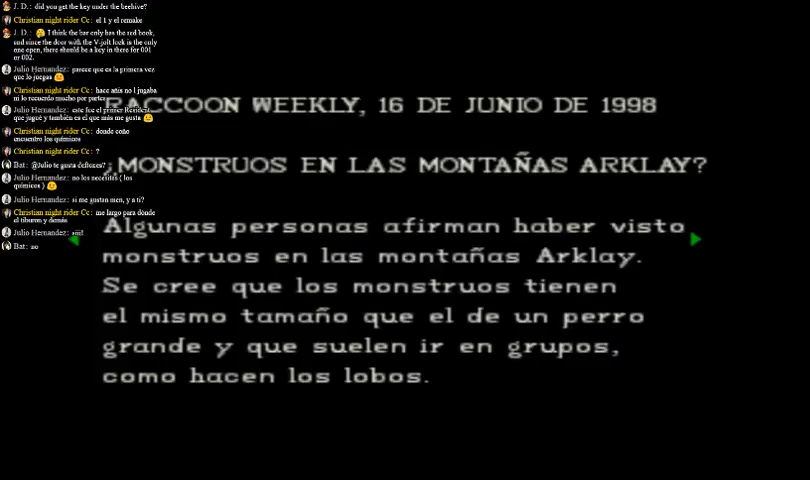 J. D.: did you get the key under the beehive?
Christian night rider Cc: el 1 y el remake
J. D.: 🤔 I think the bar only has the red book,
and since the door with the V-jolt lock is the only
one open, there should be a key in there for 001
or 002.
Julio Hernandez: parece que es la primera vez
que lo juegas
Christian night rider Cc: hace añis no l jugaba
ni lo recuerdo mucho por partes
Julio Hernandez: este fue el primer Resident
que jugué y también es el que más me gusta
Christian night rider Cc: donde coño
encuentro los químicos
Christian night rider Cc: ?
Bat: @Julio te gusta deftones?
Julio Hernandez: no los necesitas ( los
químicos )
Julio Hernandez: si me gustan men, y a ti?
Christian night rider Cc: me largo para donde
el tiburon y demás
Julio Hernandez: siii!
Bat: no
RACCOON WEEKLY, 16 DE JUNIO DE 1998
¿MONSTRUOS EN LAS MONTAÑAS ARKLAY?
Algunas personas afirman haber visto
monstruos en las montañas Arklay.
Se cree que los monstruos tienen
el mismo tamaño que el de un perro
grande y que suelen ir en grupos,
como hacen los lobos.